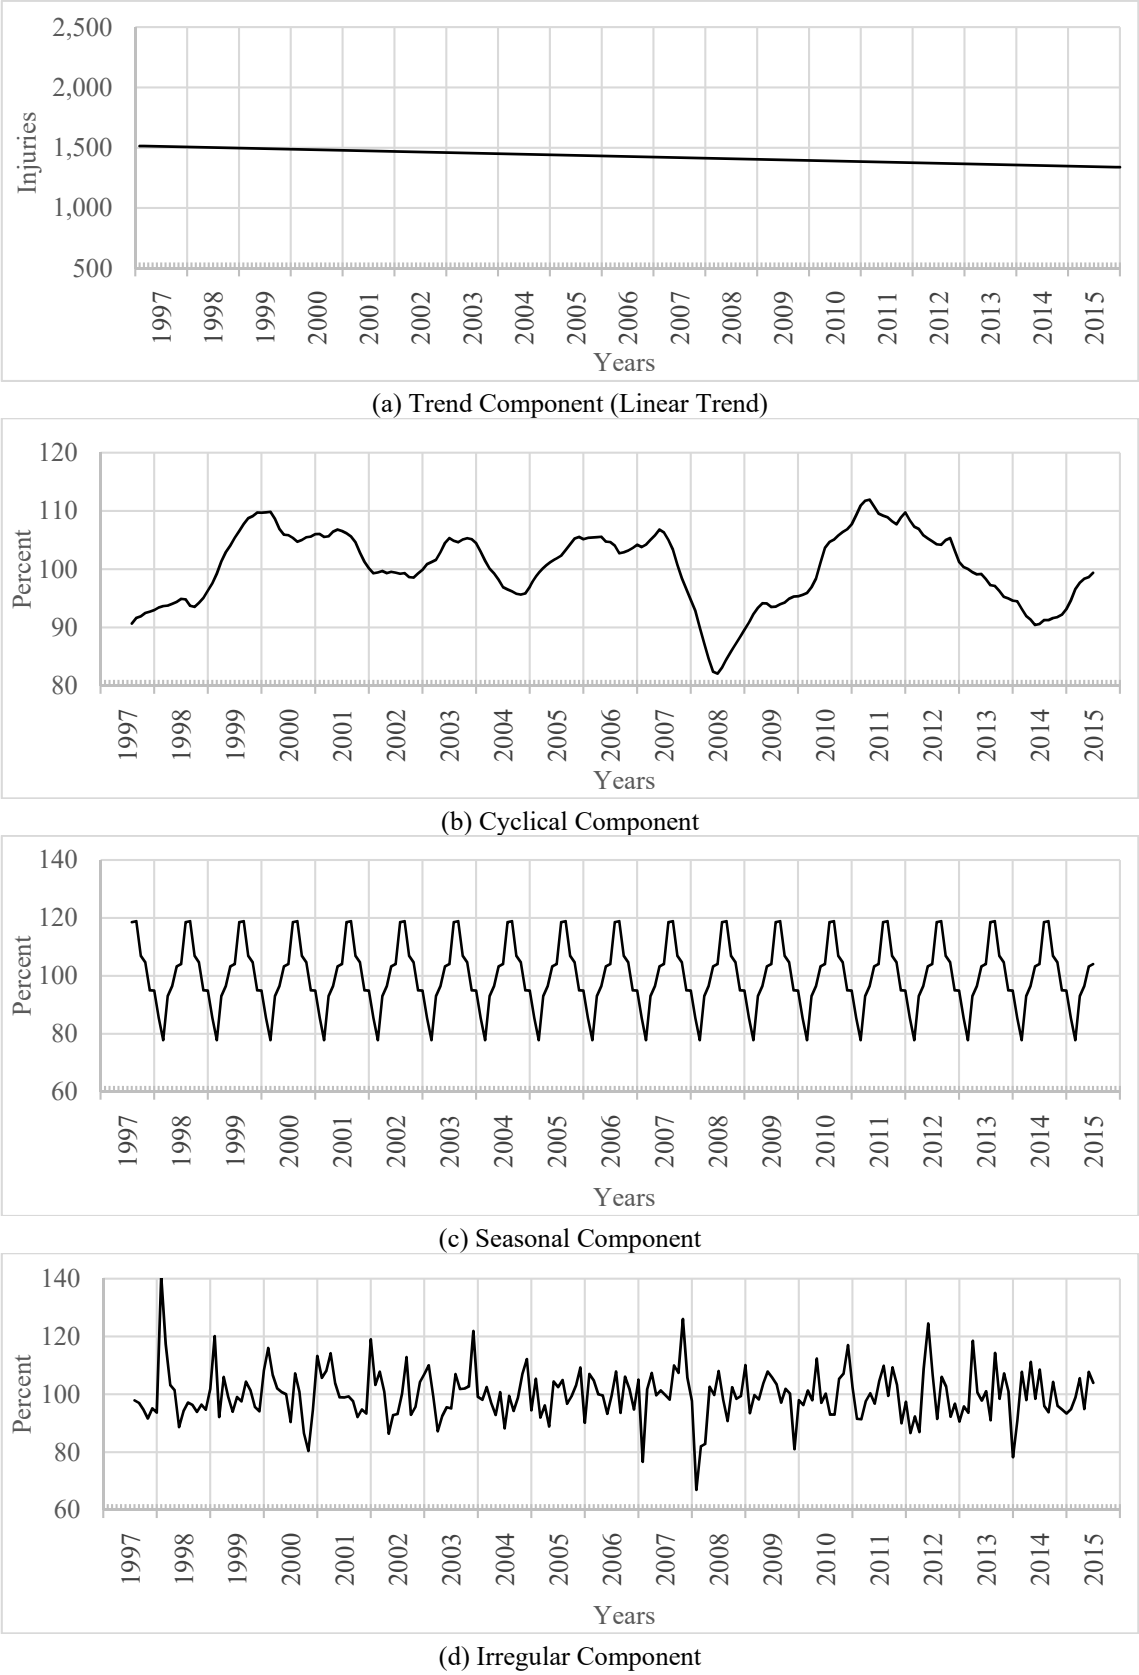 2,500
2,000
1,500
1,000
500
Injuries
1997 1998 1999 2000 2001 2002 2003 2004 2005 2006 2007 2008 2009 2010 2011 2012 2013 2014 2015
Years
(a) Trend Component (Linear Trend)
120
110
100
90
80
Percent
1997 1998 1999 2000 2001 2002 2003 2004 2005 2006 2007 2008 2009 2010 2011 2012 2013 2014 2015
Years
(b) Cyclical Component
140
120
100
80
60
Percent
1997 1998 1999 2000 2001 2002 2003 2004 2005 2006 2007 2008 2009 2010 2011 2012 2013 2014 2015
Years
(c) Seasonal Component
140
120
100
80
60
Percent
1997 1998 1999 2000 2001 2002 2003 2004 2005 2006 2007 2008 2009 2010 2011 2012 2013 2014 2015
Years
(d) Irregular Component